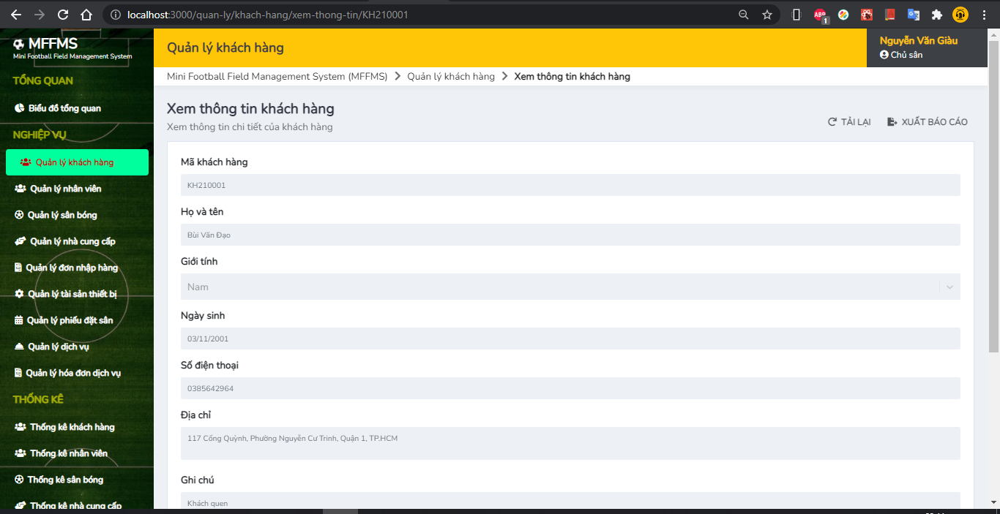 localhost:3000/quan-ly/khach-hang/xem-thong-tin/KH210001
ABP
1
MFFMS
Mini Football Field Management System
TỔNG QUAN
Biểu đồ tổng quan
NGHIỆP VỤ
Quản lý khách hàng
Quản lý nhân viên
Quản lý sân bóng
Quản lý nhà cung cấp
Quản lý đơn nhập hàng
Quản lý tài sản thiết bị
Quản lý phiếu đặt sân
Quản lý dịch vụ
Quản lý hóa đơn dịch vụ
THỐNG KÊ
Thống kê khách hàng
Thống kê nhân viên
Thống kê sân bóng
Thống kê nhà cung cấp
Quản lý khách hàng
Nguyễn Văn Giàu
Chủ sân
Mini Football Field Management System (MFFMS) > Quản lý khách hàng > Xem thông tin khách hàng
Xem thông tin khách hàng
Xem thông tin chi tiết của khách hàng
TẢI LẠI XUẤT BÁO CÁO
Mã khách hàng
KH210001
Họ và tên
Bùi Văn Đạo
Giới tính
Nam
Ngày sinh
03/11/2001
Số điện thoại
0385642964
Địa chỉ
117 Cống Quỳnh, Phường Nguyễn Cư Trinh, Quận 1, TP.HCM
Ghi chú
Khách quen